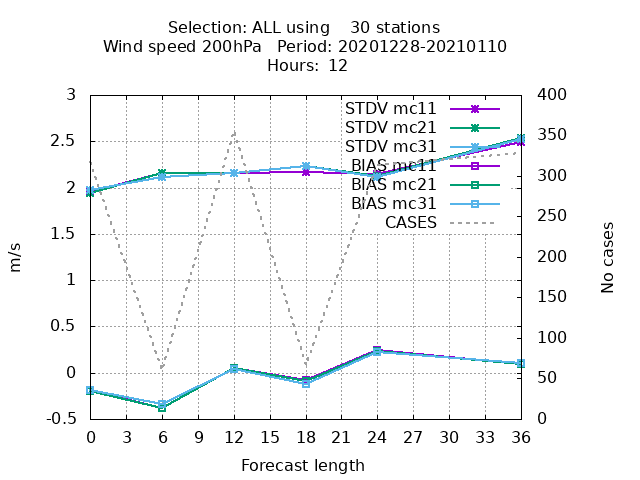 Selection: ALL using    30 stations
Wind speed 200hPa   Period: 20201228-20210110
Hours:  12
3
2.5
2
1.5
1
0.5
0
-0.5
m/s
400
350
300
250
200
150
100
50
0
No cases
STDV mc11
STDV mc21
STDV mc31
BIAS mc11
BIAS mc21
BIAS mc31
CASES
0 3 6 9 12 15 18 21 24 27 30 33 36
Forecast length